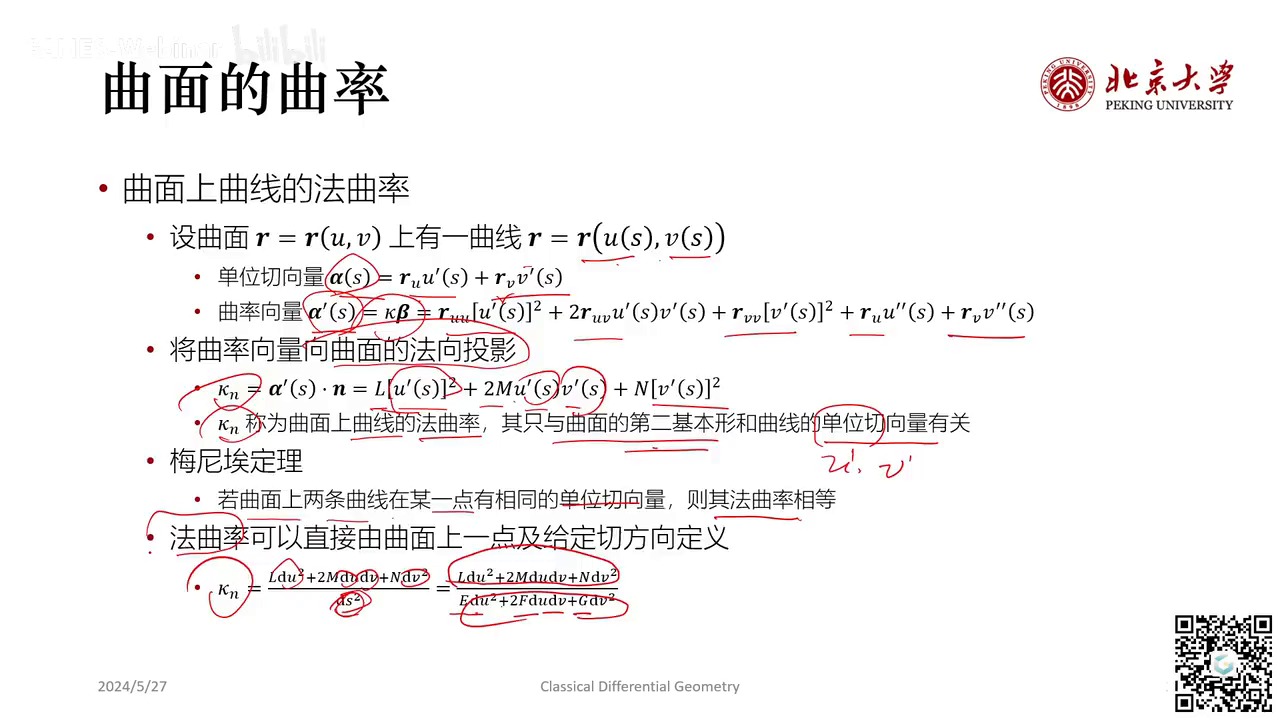 bilibili
曲面的曲率
北京大学
PEKING UNIVERSITY
• 曲面上曲线的法曲率
• 设曲面 r = r(u, v) 上有一曲线 r = r(u(s), v(s))
• 单位切向量 α(s) = r_u u′(s) + r_v v′(s)
• 曲率向量 α′(s) = κβ = r_uu[u′(s)]² + 2r_uv u′(s)v′(s) + r_vv[v′(s)]² + r_u u′′(s) + r_v v′′(s)
• 将曲率向量向曲面的法向投影
• κ_n = α′(s) · n = L[u′(s)]² + 2Mu′(s)v′(s) + N[v′(s)]²
• κ_n 称为曲面上曲线的法曲率，其只与曲面的第二基本形和曲线的单位切向量有关
u′. v′
• 梅尼埃定理
• 若曲面上两条曲线在某一点有相同的单位切向量，则其法曲率相等
• 法曲率可以直接由曲面上一点及给定切方向定义
• κ_n = (Ldu²+2Mdudv+Ndv²)/(ds²) = (Ldu²+2Mdudv+Ndv²)/(Edu²+2Fdudv+Gdv²)
2024/5/27
Classical Differential Geometry